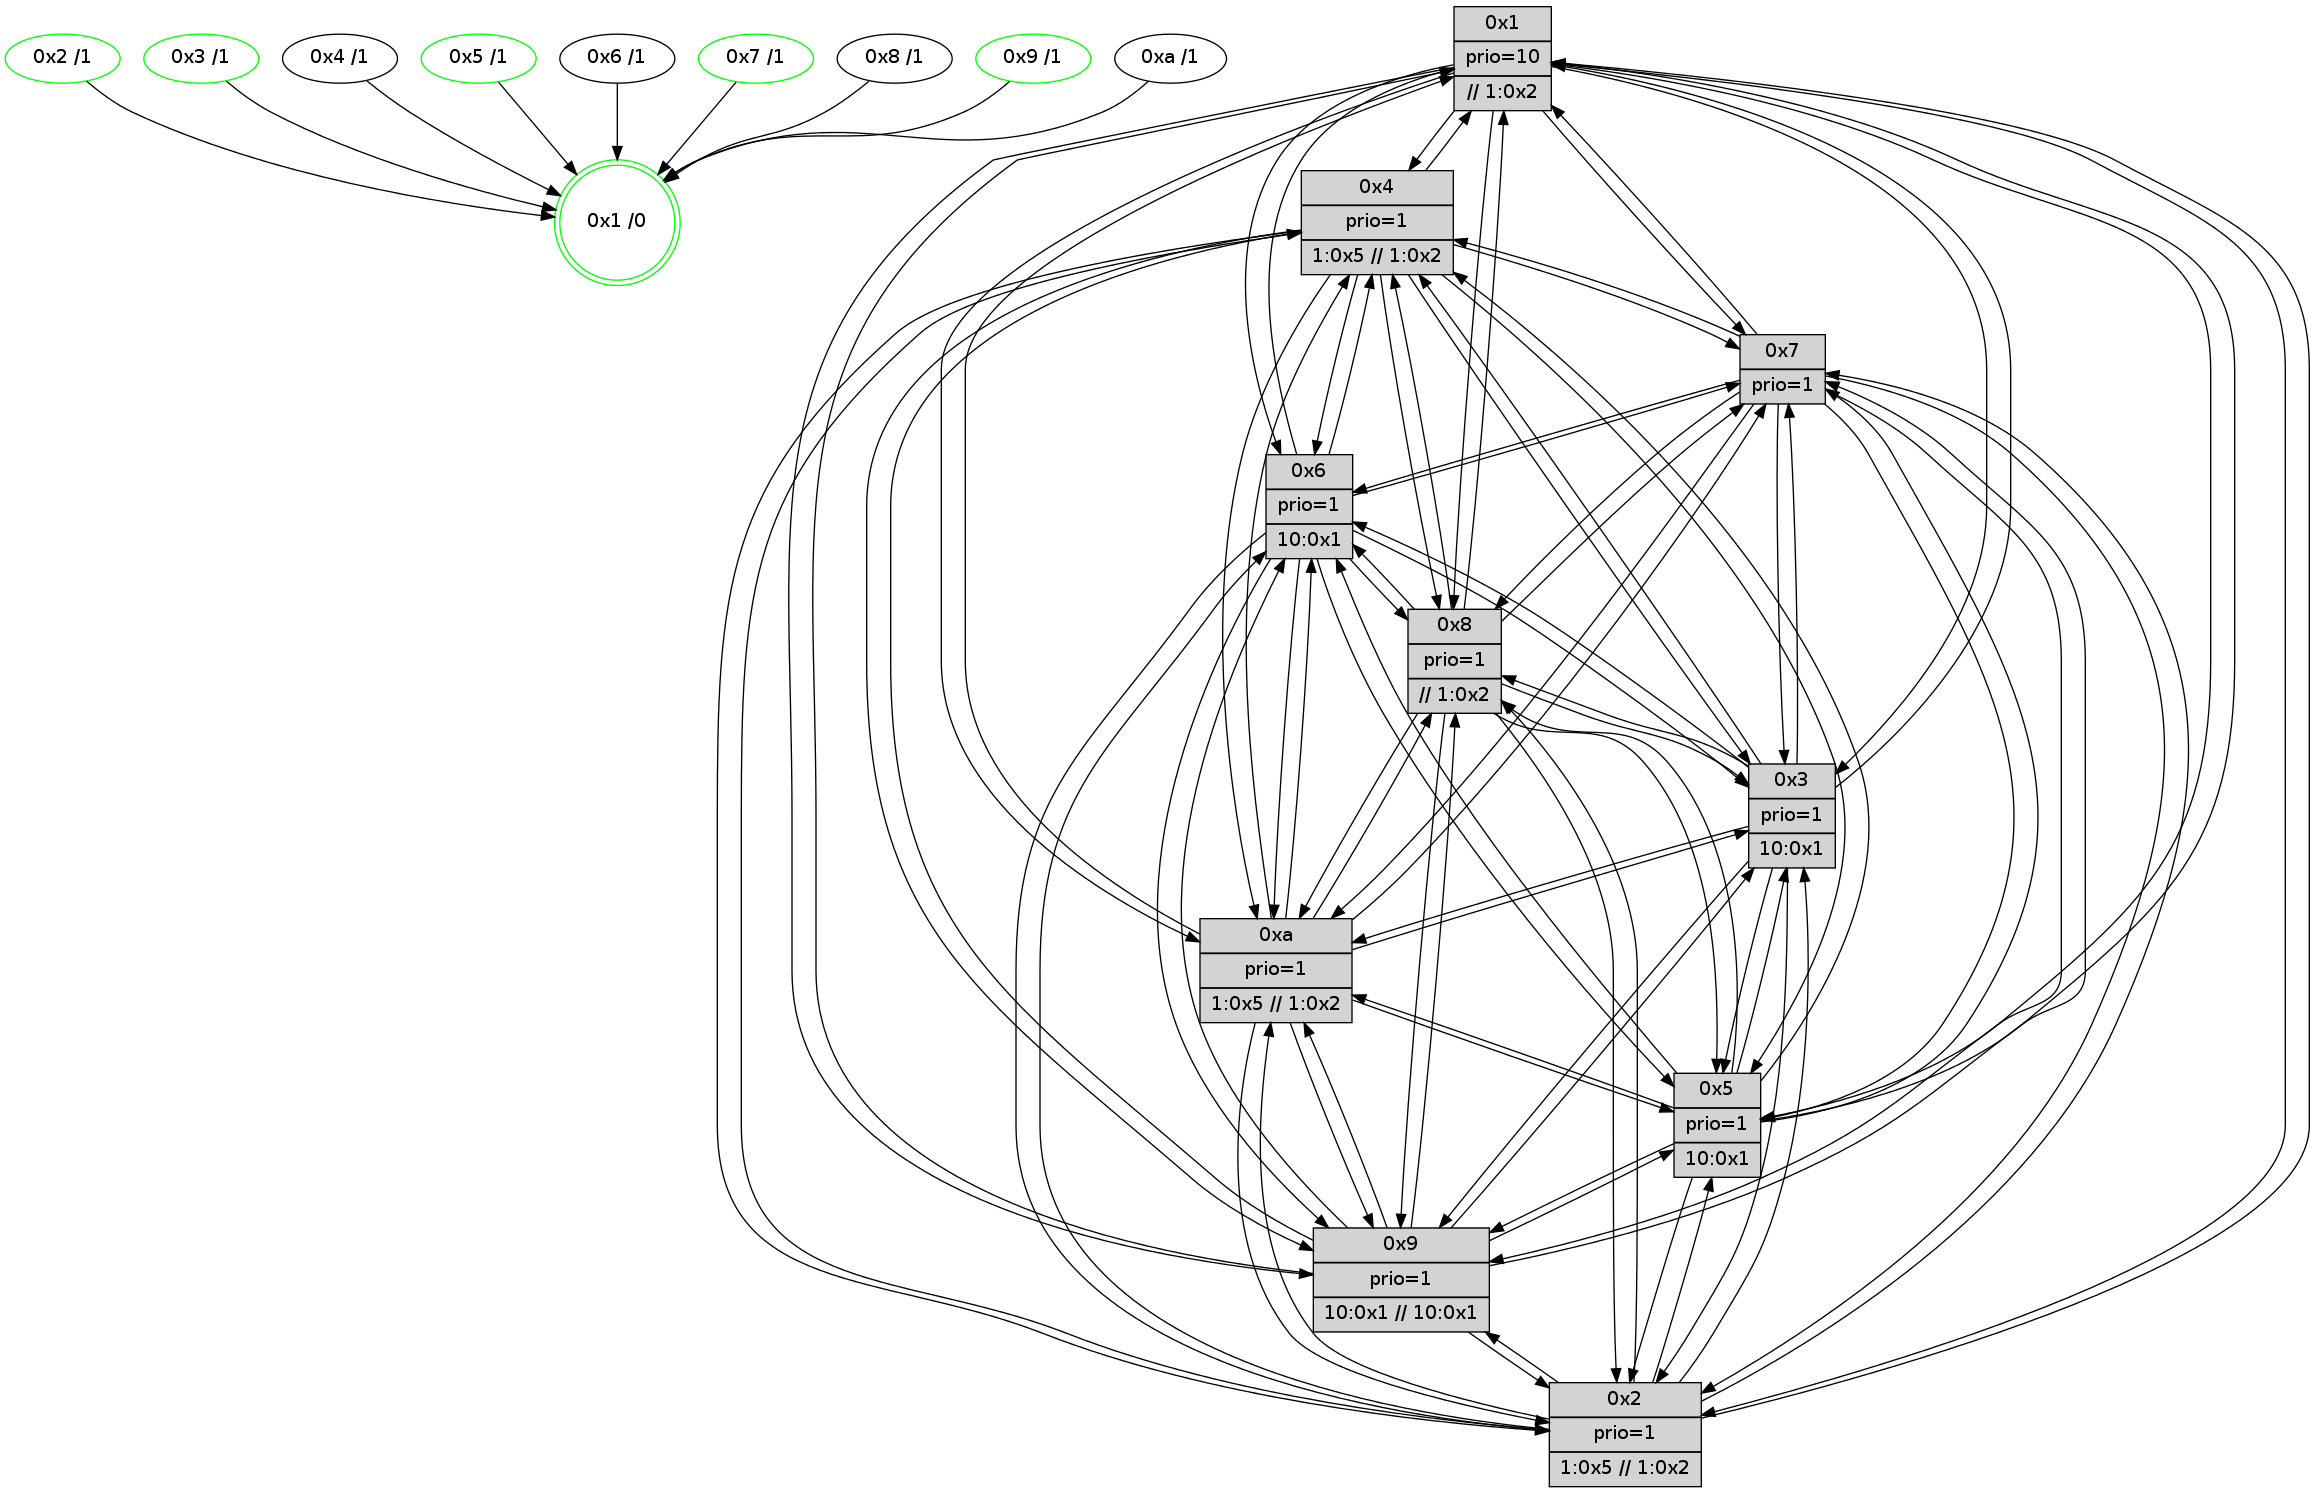 0x2 /1
0x3 /1
0x4 /1
0x5 /1
0x6 /1
0x7 /1
0x8 /1
0x9 /1
0xa /1
0x1 /0
0x1
prio=10
// 1:0x2
0x4
prio=1
1:0x5 // 1:0x2
0x7
prio=1
0x6
prio=1
10:0x1
0x8
prio=1
// 1:0x2
0x3
prio=1
10:0x1
0xa
prio=1
1:0x5 // 1:0x2
0x5
prio=1
10:0x1
0x9
prio=1
10:0x1 // 10:0x1
0x2
prio=1
1:0x5 // 1:0x2